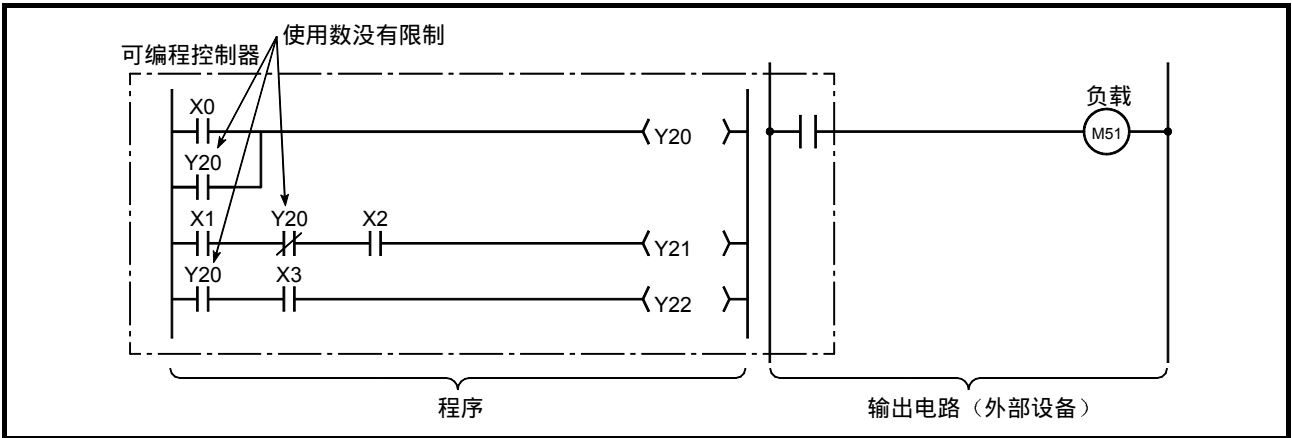 使用数没有限制
可编程控制器
负载
X0
Y20
M51
Y20
X1 Y20 X2
Y21
Y20 X3
Y22
程序
输出电路（外部设备）